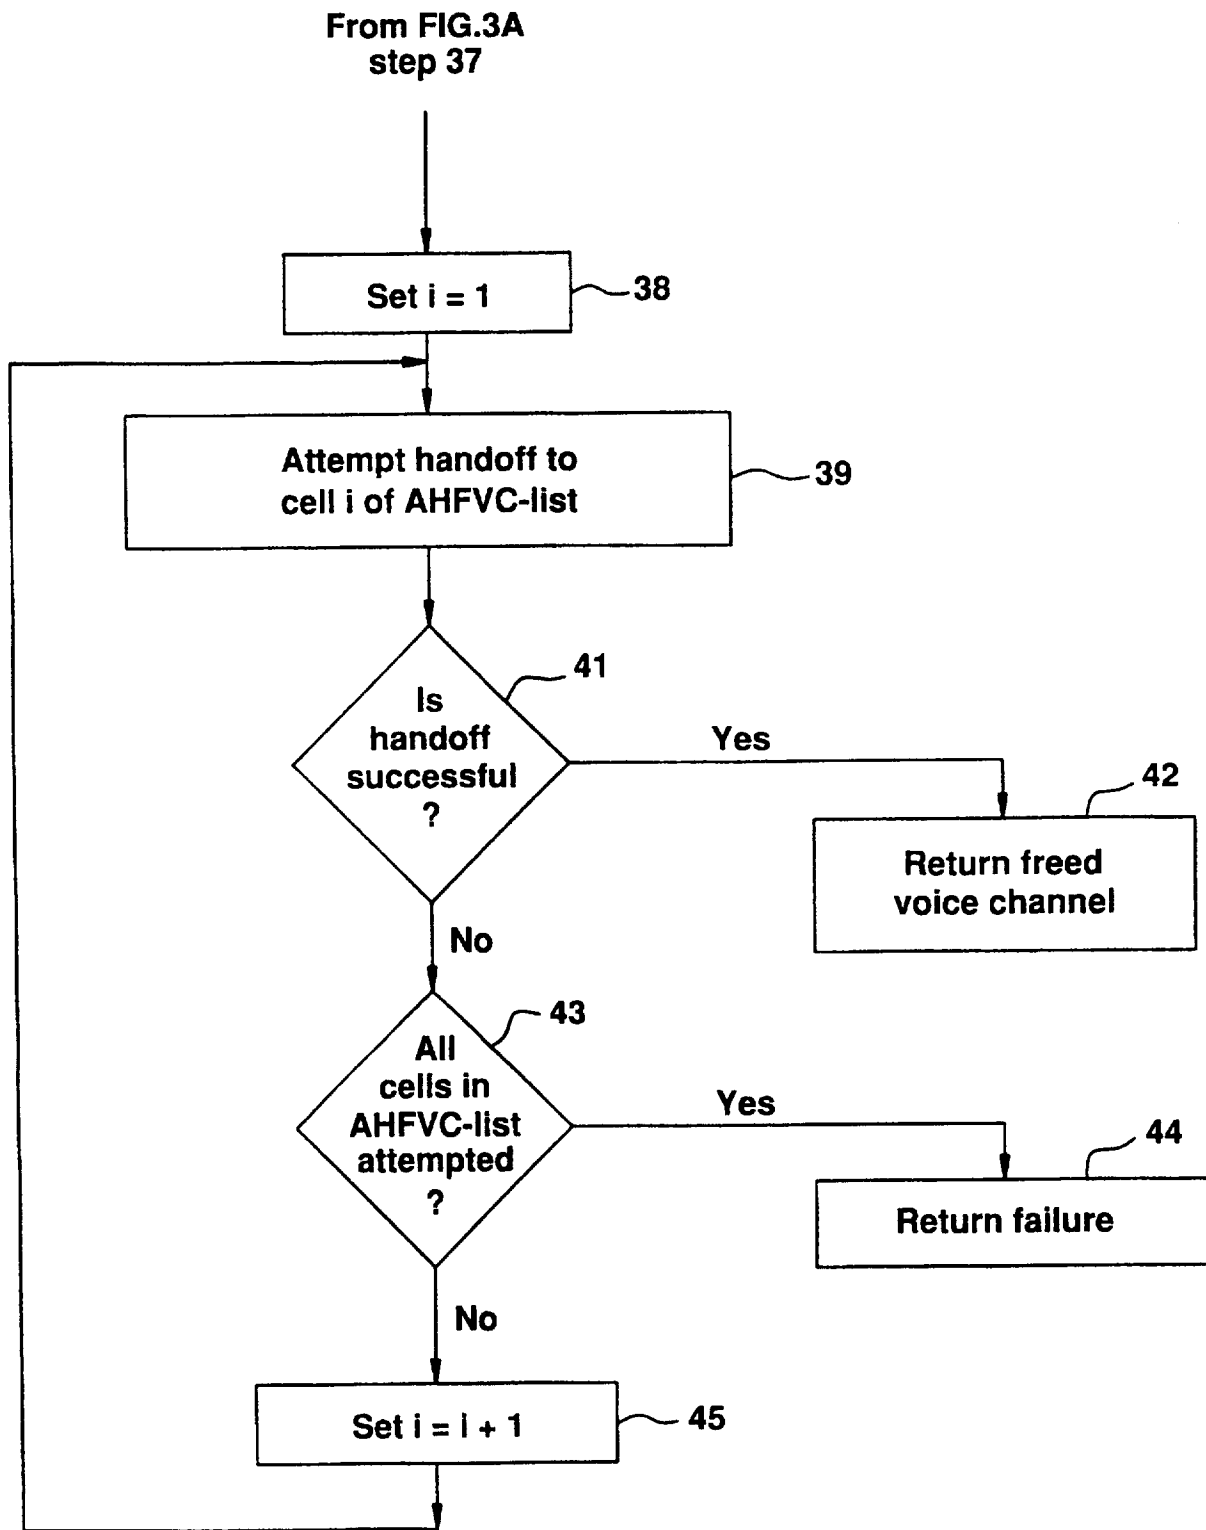 From FIG.3A
step 37
Set i = 1
38
Attempt handoff to
cell i of AHFVC-list
39
Is
handoff
successful
?
41
Yes
42
Return freed
voice channel
No
All
cells in
AHFVC-list
attempted
?
43
Yes
44
Return failure
No
Set i = I + 1
45